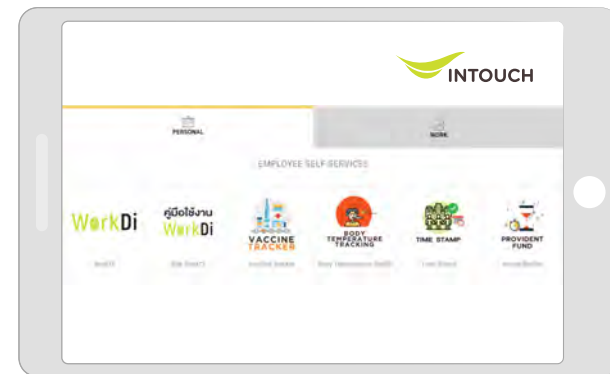 INTOUCH
PERSONAL
WORK
EMPLOYEE SELF-SERVICES
WorkDi
คู่มือใช้งาน
WorkDi
VACCINE
TRACKER
BODY
TEMPERATURE
TRACKING
TIME STAMP
PROVIDENT
FUND